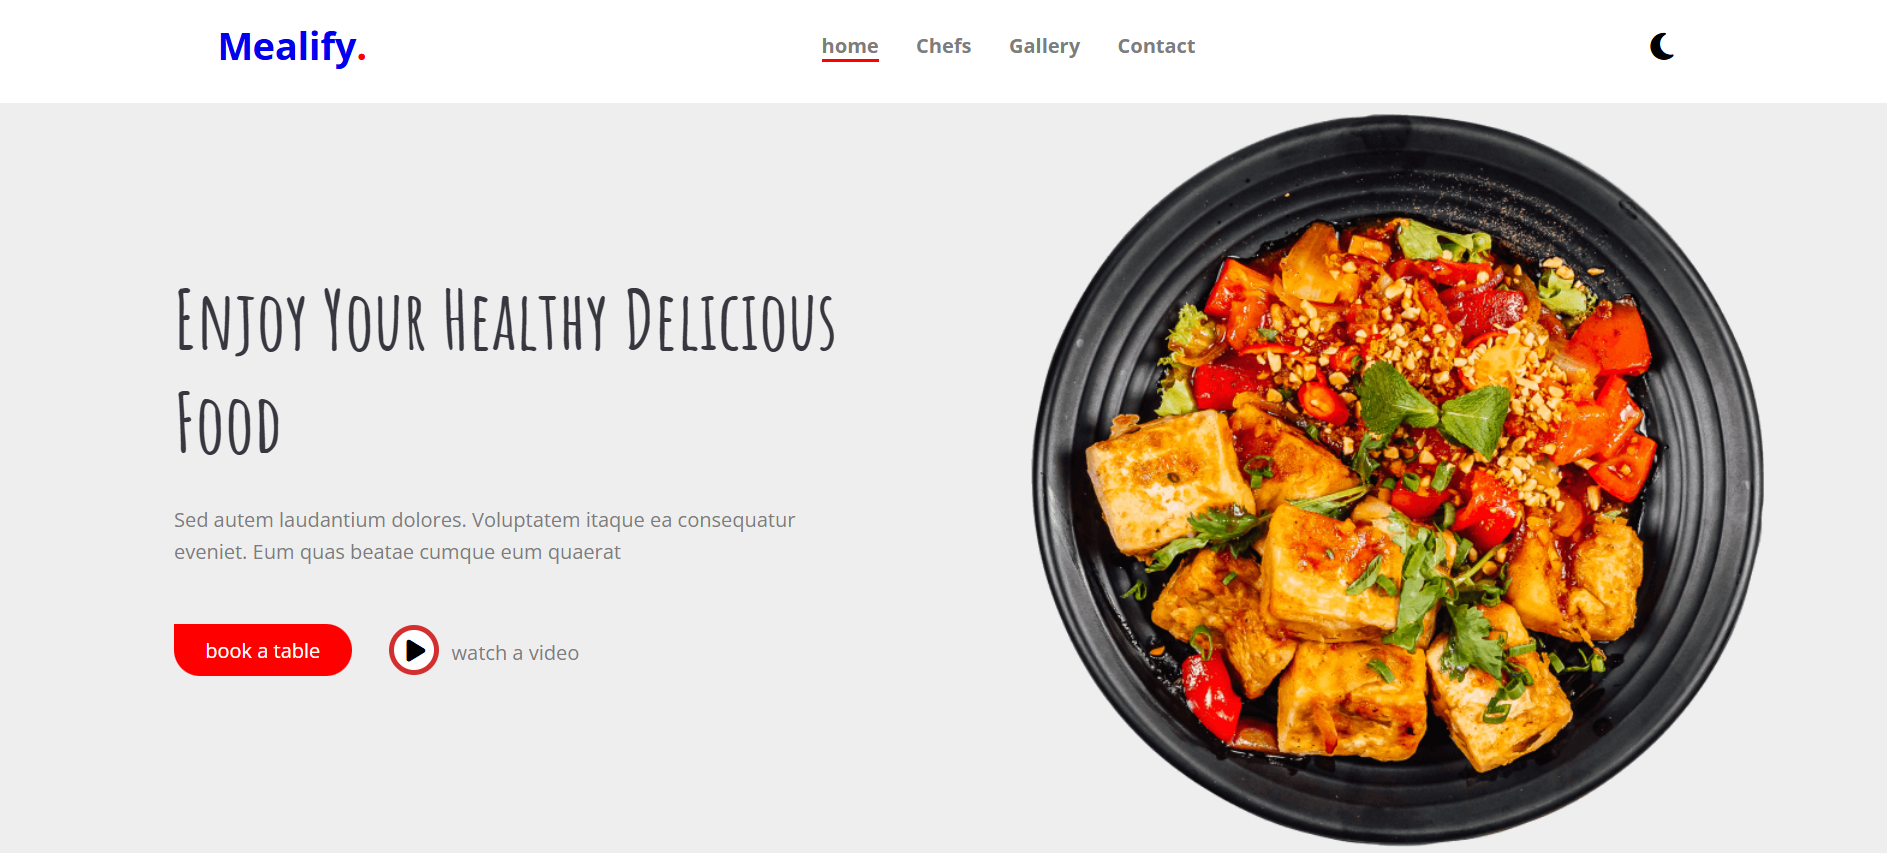 Mealify.
home Chefs Gallery Contact
Enjoy Your Healthy Delicious
Food
Sed autem laudantium dolores. Voluptatem itaque ea consequatur
eveniet. Eum quas beatae cumque eum quaerat
book a table
watch a video